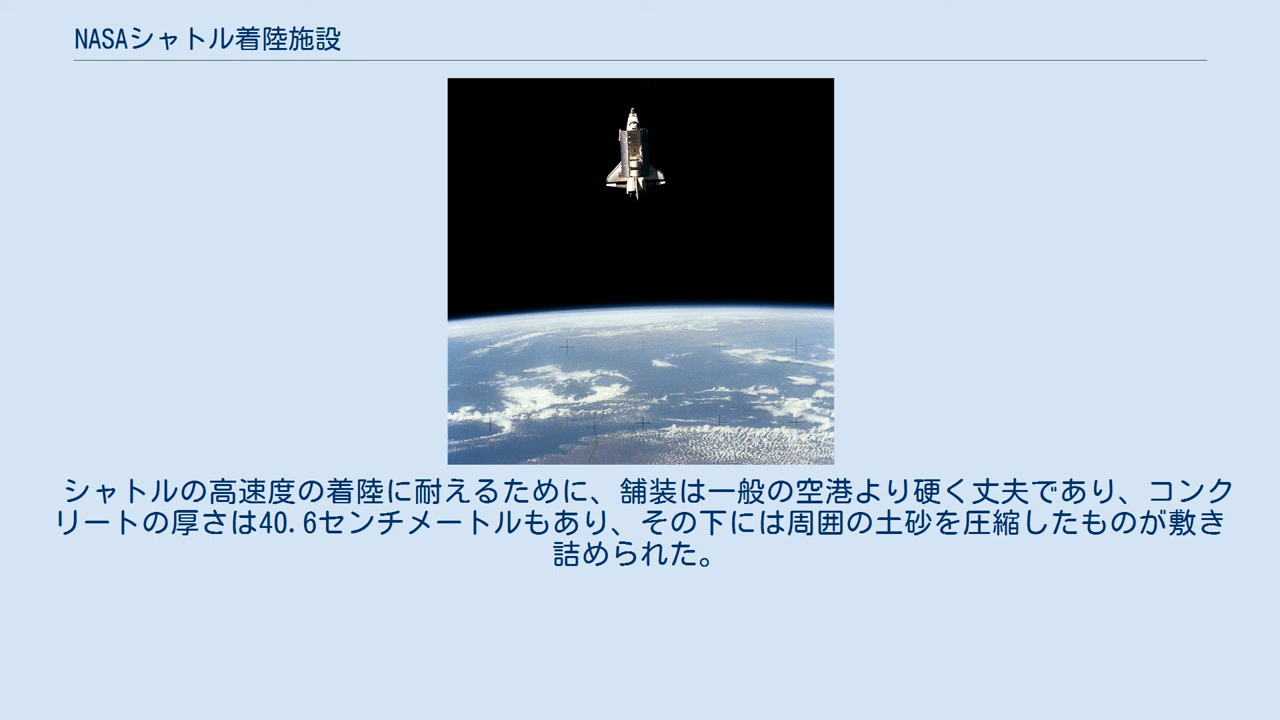 NASAシャトル着陸施設
シャトルの高速度の着陸に耐えるために、舗装は一般の空港より硬く丈夫であり、コンク
リートの厚さは40.6センチメートルもあり、その下には周囲の土砂を圧縮したものが敷き
詰められた。